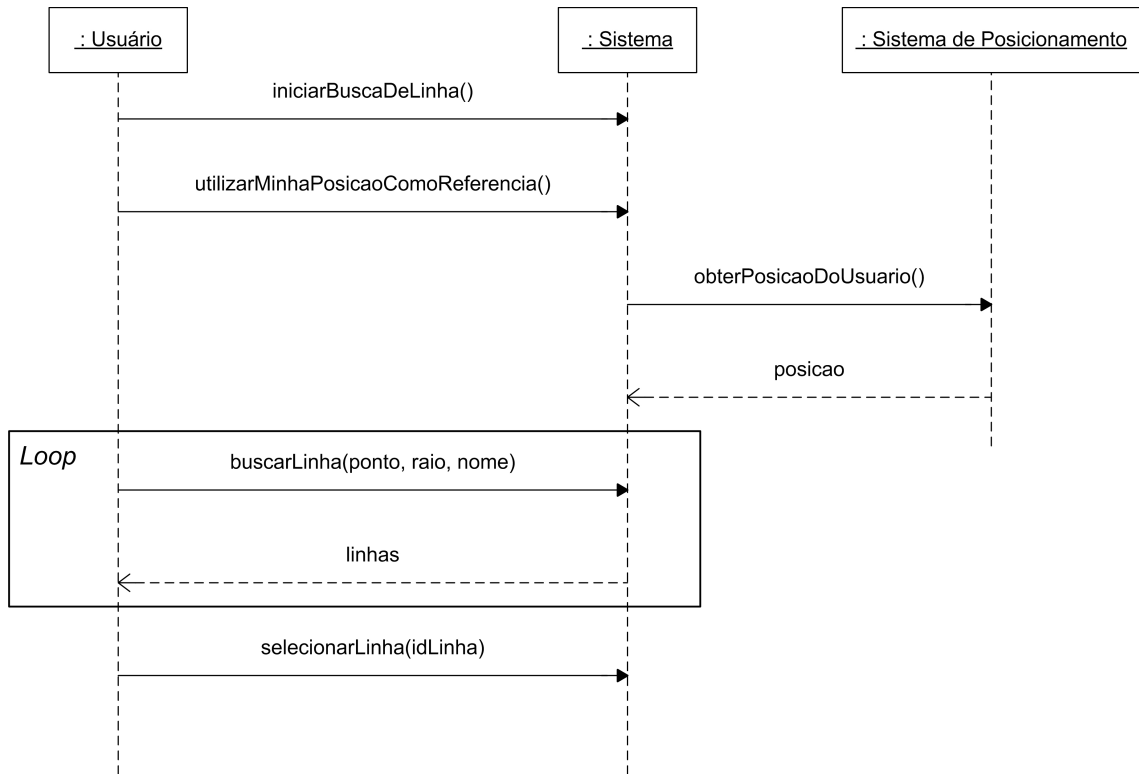 : Usuário
: Sistema
: Sistema de Posicionamento
iniciarBuscaDeLinha()
utilizarMinhaPosicaoComoReferencia()
obterPosicaoDoUsuario()
posicao
Loop
buscarLinha(ponto, raio, nome)
linhas
selecionarLinha(idLinha)